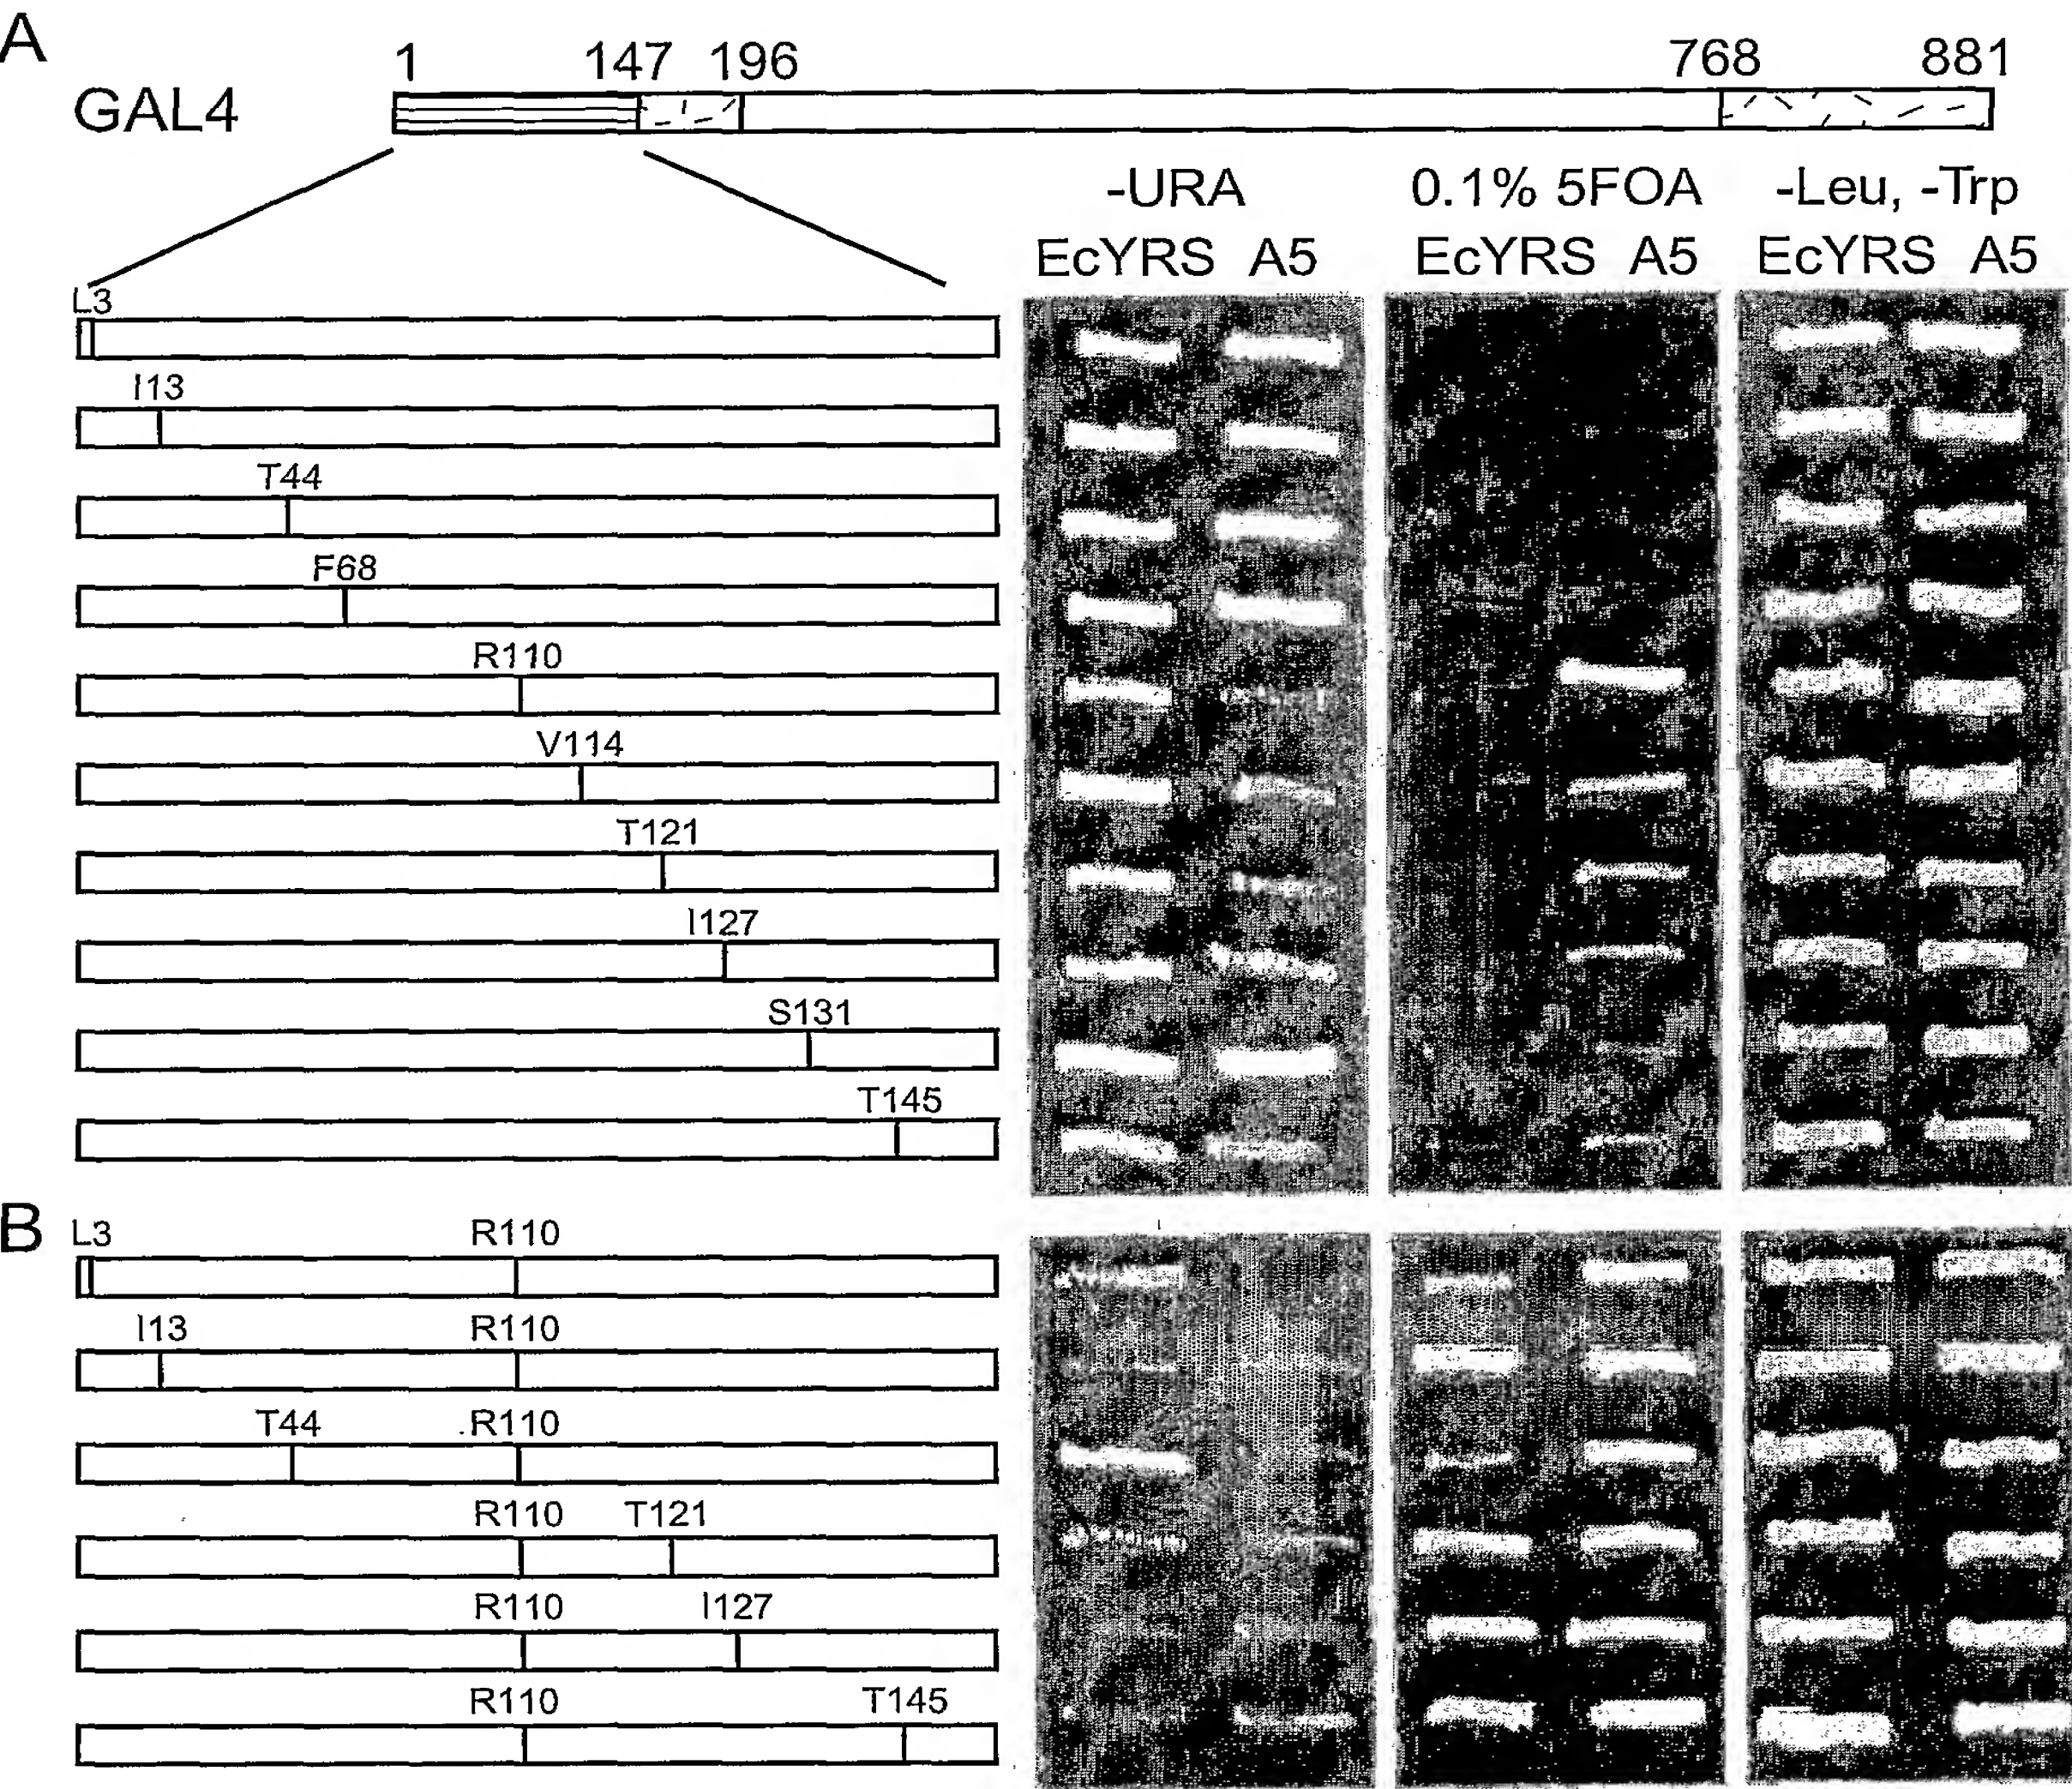 A
1 147 196 768 881
GAL4
-URA 0.1% 5FOA -Leu, -Trp
EcYRS A5 EcYRS A5 EcYRS A5
L3
I13
T44
F68
R110
V114
T121
I127
S131
T145
B
L3 R110
I13 R110
T44 R110
R110 T121
R110 I127
R110 T145